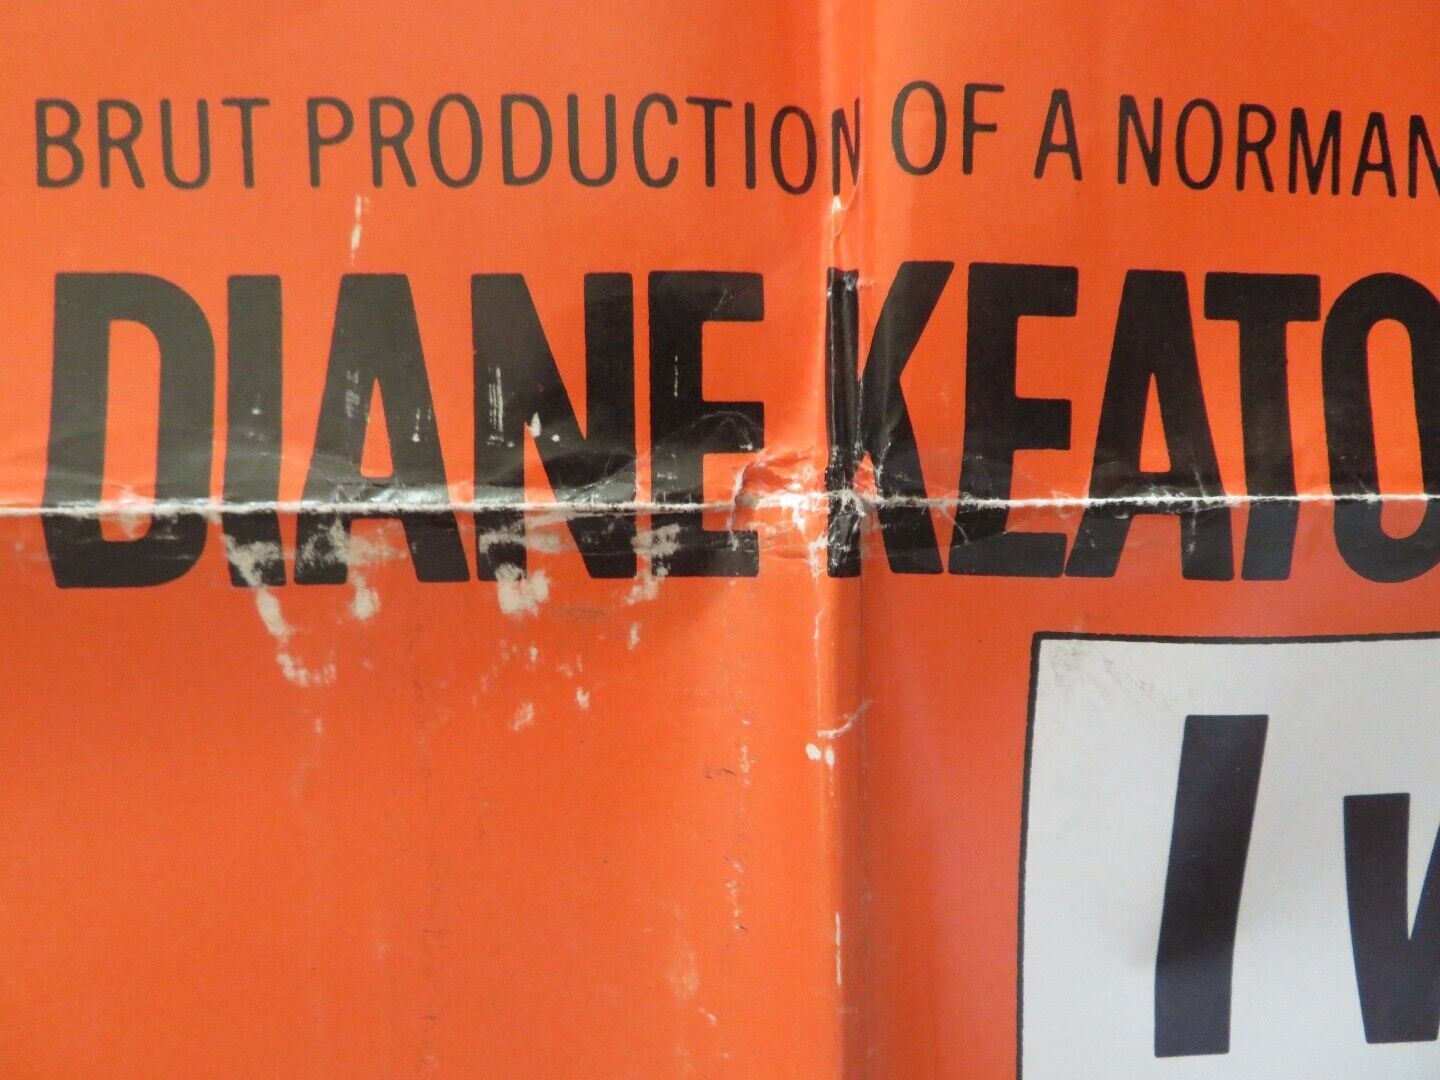 BRUT PRODUCTION OF A NORMAN
DIANE KEATO
I